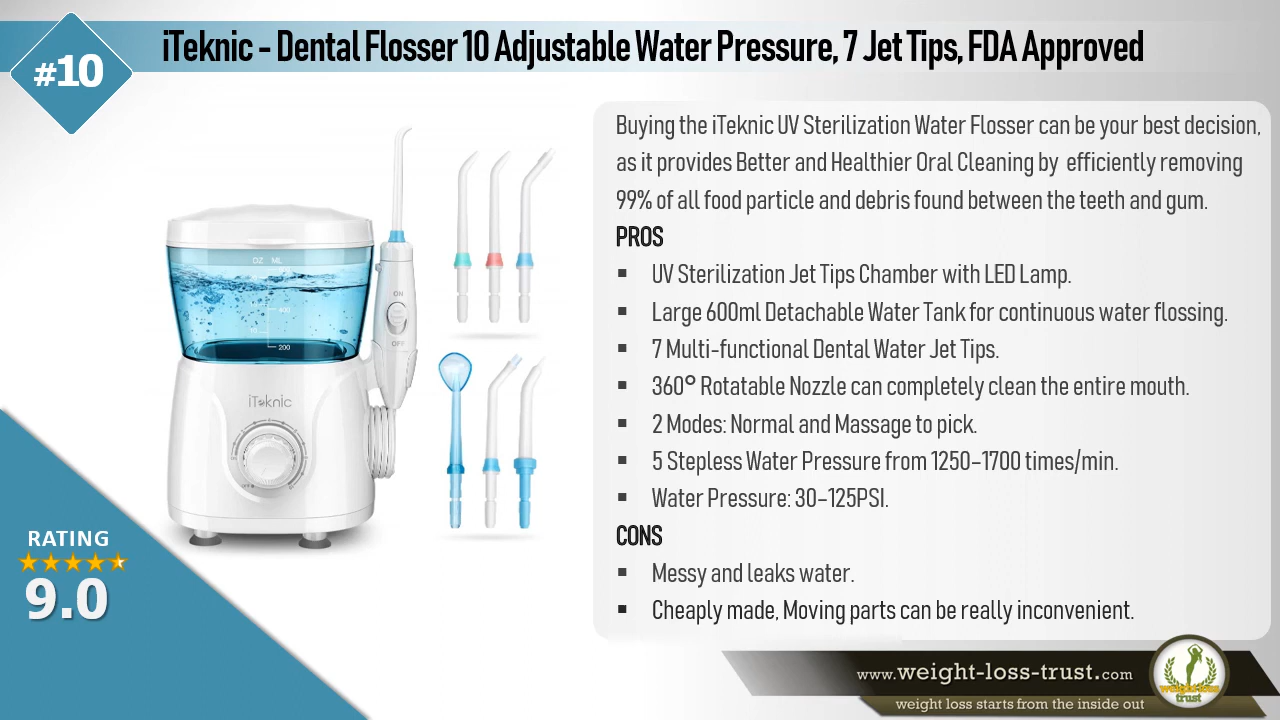 #10
iTeknic - Dental Flosser 10 Adjustable Water Pressure, 7 Jet Tips, FDA Approved
Buying the iTeknic UV Sterilization Water Flosser can be your best decision,
as it provides Better and Healthier Oral Cleaning by efficiently removing
99% of all food particle and debris found between the teeth and gum.
PROS
▪ UV Sterilization Jet Tips Chamber with LED Lamp.
▪ Large 600ml Detachable Water Tank for continuous water flossing.
▪ 7 Multi-functional Dental Water Jet Tips.
▪ 360° Rotatable Nozzle can completely clean the entire mouth.
▪ 2 Modes: Normal and Massage to pick.
▪ 5 Stepless Water Pressure from 1250-1700 times/min.
▪ Water Pressure: 30-125PSI.
CONS
▪ Messy and leaks water.
▪ Cheaply made, Moving parts can be really inconvenient.
OZ ML
400
200
ON
OFF
iTeknic
RATING
9.0
www.weight-loss-trust.com
weight loss starts from the inside out
weight-loss
trust